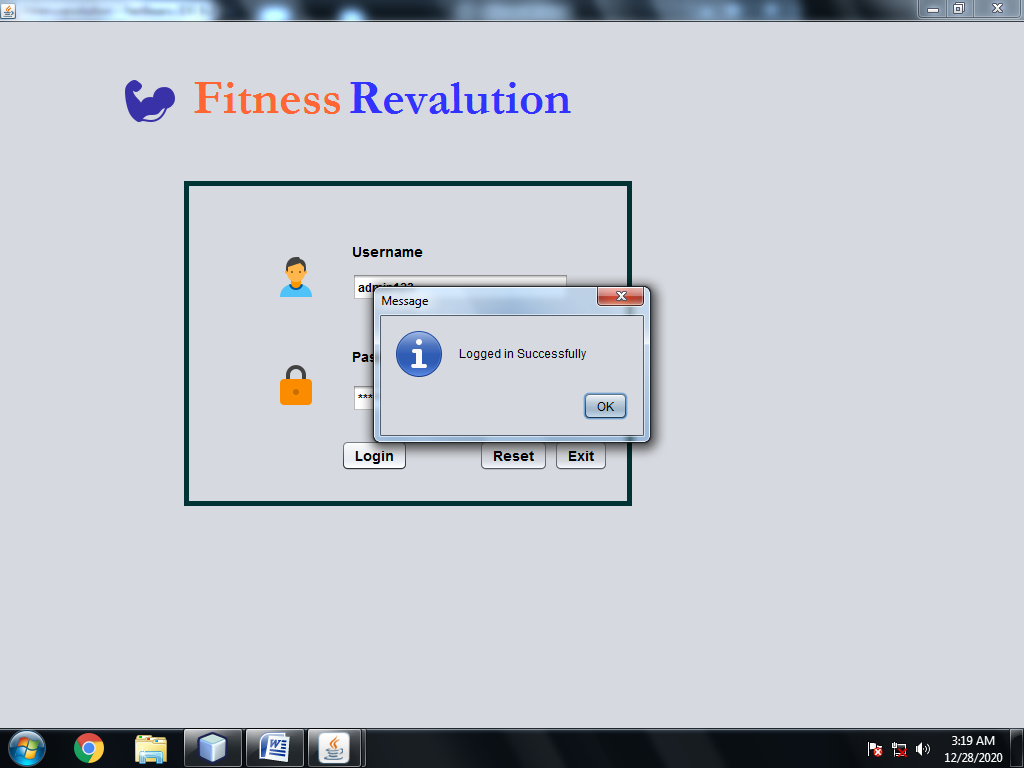 Fitness Revalution
Username
Message
Logged in Successfully
***
OK
Login
Reset
Exit
3:19 AM
12/28/2020